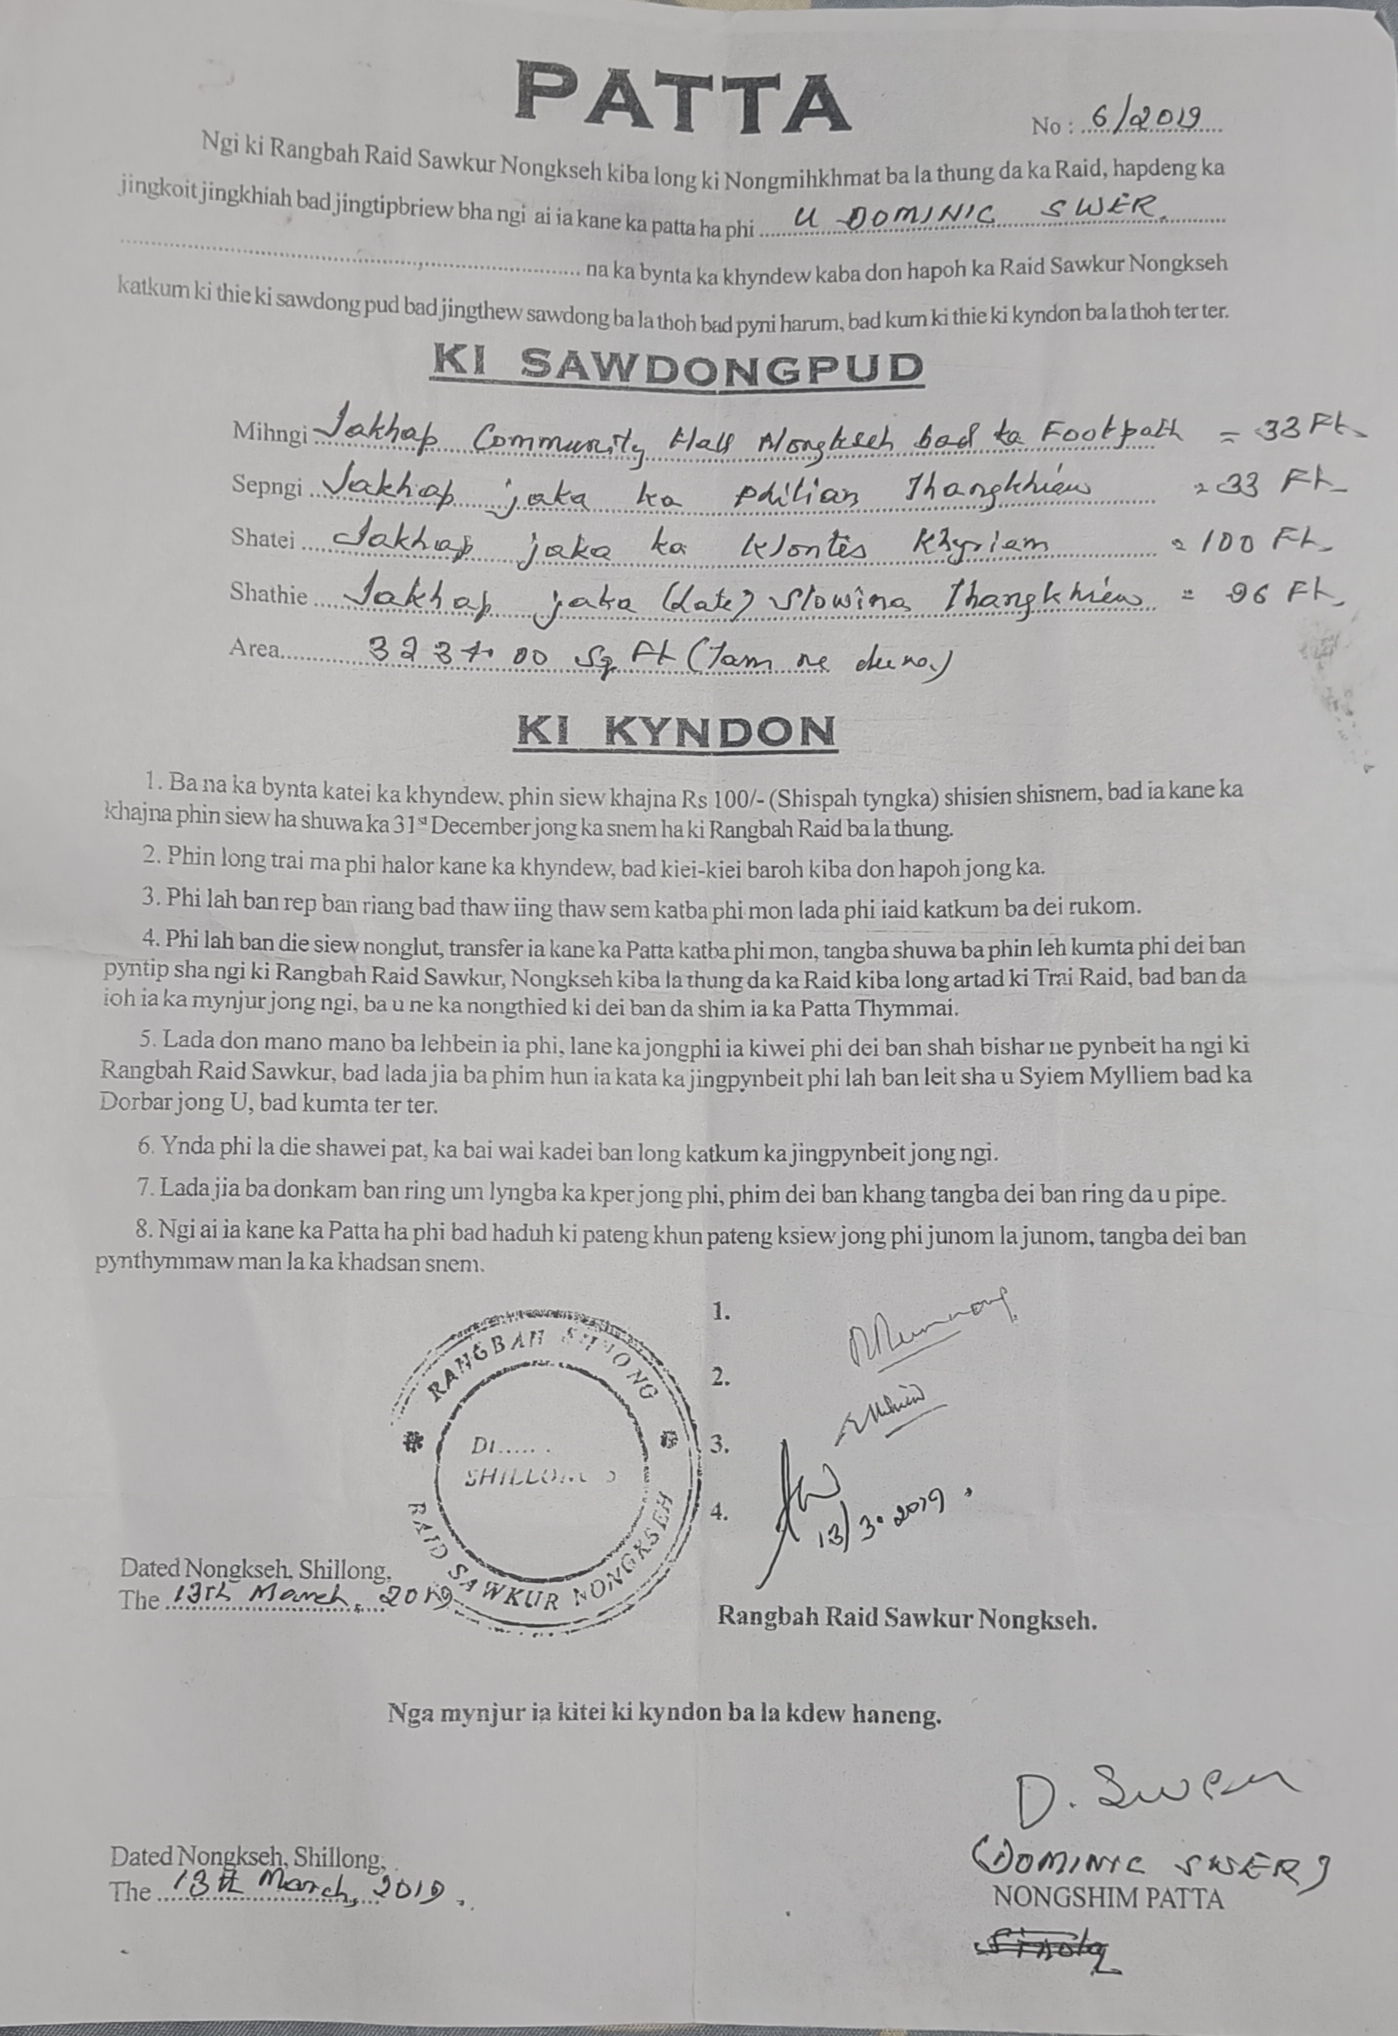 PATTA
No : 6/2019
Ngi ki Rangbah Raid Sawkur Nongkseh kiba long ki Nongmihkhmat ba la thung da ka Raid, hapdeng ka
jingkoit jingkhiah bad jingtipbriew bha ngi ai ia kane ka patta ha phi U DOMINIC SWER.
na ka bynta ka khyndew kaba don hapoh ka Raid Sawkur Nongkseh
katkum ki thie ki sawdong pud bad jingthew sawdong ba la thoh bad pyni harum, bad kum ki thie ki kyndon ba la thoh ter ter.
KI SAWDONGPUD
Mihngi Jakhap Community Hall Nongkseh bad ka Footpath = 33 Ft.
Sepngi Jakhap jaka ka Philian Thangkhiew = 33 Ft.
Shatei Jakhap jaka ka Klontis Khyriam = 100 Ft.
Shathie Jakhap jaka (late) Slowina Thangkhiew = 96 Ft.
Area 3234.00 Sq Ft (Tam ne duna)
KI KYNDON
1. Ba na ka bynta katei ka khyndew, phin siew khajna Rs 100/- (Shispah tyngka) shisien shisnem, bad ia kane ka
khajna phin siew ha shuwa ka 31st December jong ka snem ha ki Rangbah Raid ba la thung.
2. Phin long trai ma phi halor kane ka khyndew, bad kiei-kiei baroh kiba don hapoh jong ka.
3. Phi lah ban rep ban riang bad thaw iing thaw sem katba phi mon lada phi iaid katkum ba dei rukom.
4. Phi lah ban die siew nonglut, transfer ia kane ka Patta katba phi mon, tangba shuwa ba phin leh kumta phi dei ban
pyntip sha ngi ki Rangbah Raid Sawkur, Nongkseh kiba la thung da ka Raid kiba long artad ki Trai Raid, bad ban da
ioh ia ka mynjur jong ngi, ba u ne ka nongthied ki dei ban da shim ia ka Patta Thymmai.
5. Lada don mano mano ba lehbein ia phi, lane ka jongphi ia kiwei phi dei ban shah bishar ne pynbeit ha ngi ki
Rangbah Raid Sawkur, bad lada jia ba phim hun ia kata ka jingpynbeit phi lah ban leit sha u Syiem Mylliem bad ka
Dorbar jong U, bad kumta ter ter.
6. Ynda phi la die shawei pat, ka bai wai kadei ban long katkum ka jingpynbeit jong ngi.
7. Lada jia ba donkam ban ring um lyngba ka kper jong phi, phim dei ban khang tangba dei ban ring da u pipe.
8. Ngi ai ia kane ka Patta ha phi bad haduh ki pateng khun pateng ksiew jong phi junom la junom, tangba dei ban
pynthymmaw man la ka khadsan snem.
RANGBAH SHNONG
RAID SAWKUR NONGKSEH
SHILLONG
1.
2.
3.
4.
13/3.2019.
Dated Nongkseh, Shillong,
The 13th March, 2019
Rangbah Raid Sawkur Nongkseh.
Nga mynjur ia kitei ki kyndon ba la kdew haneng.
D. Swer
(DOMINIC SWER)
NONGSHIM PATTA
Dated Nongkseh, Shillong,
The 13th March, 2019.